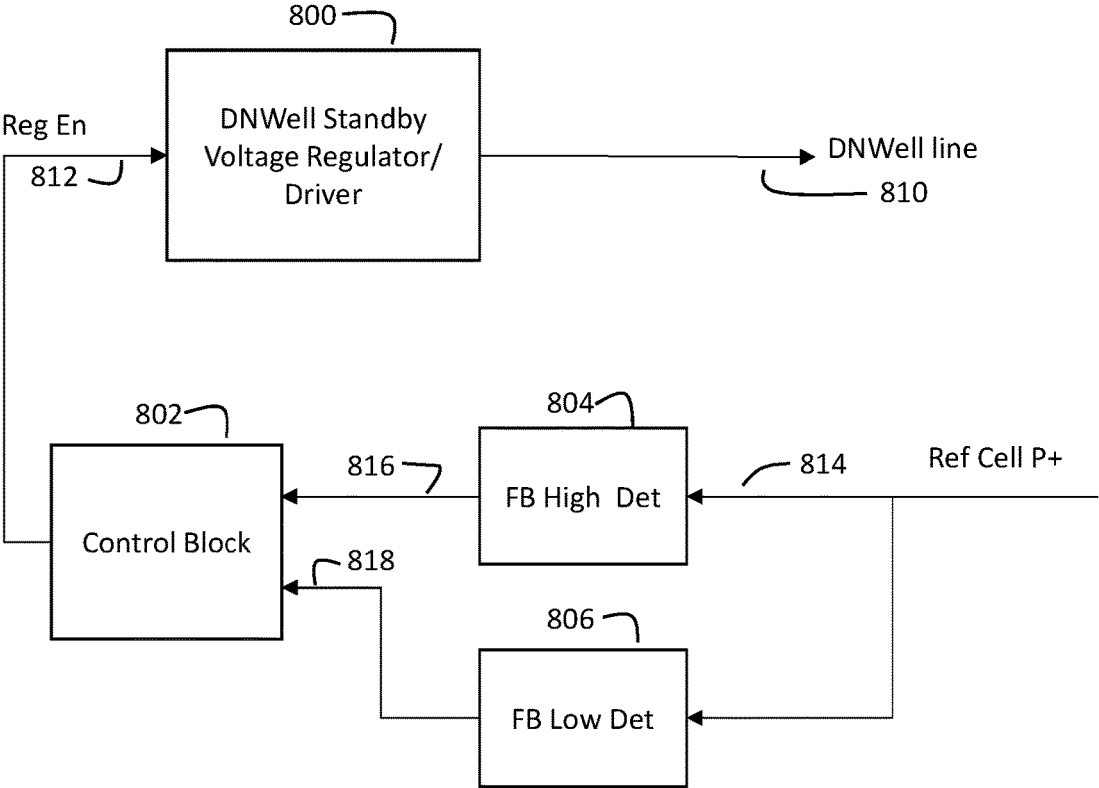 800
Reg En
DNWell Standby
Voltage Regulator/
Driver
812
DNWell line
810
802
804
816
814
Ref Cell P+
FB High Det
Control Block
818
806
FB Low Det